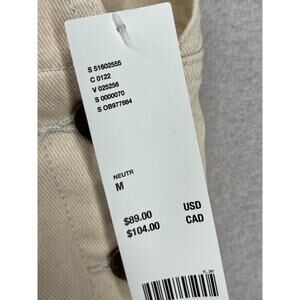 S 51602555
C 0122
V 025256
S 0000070
S OB977884
NEUTR
M
$89.00 USD
$104.00 CAD